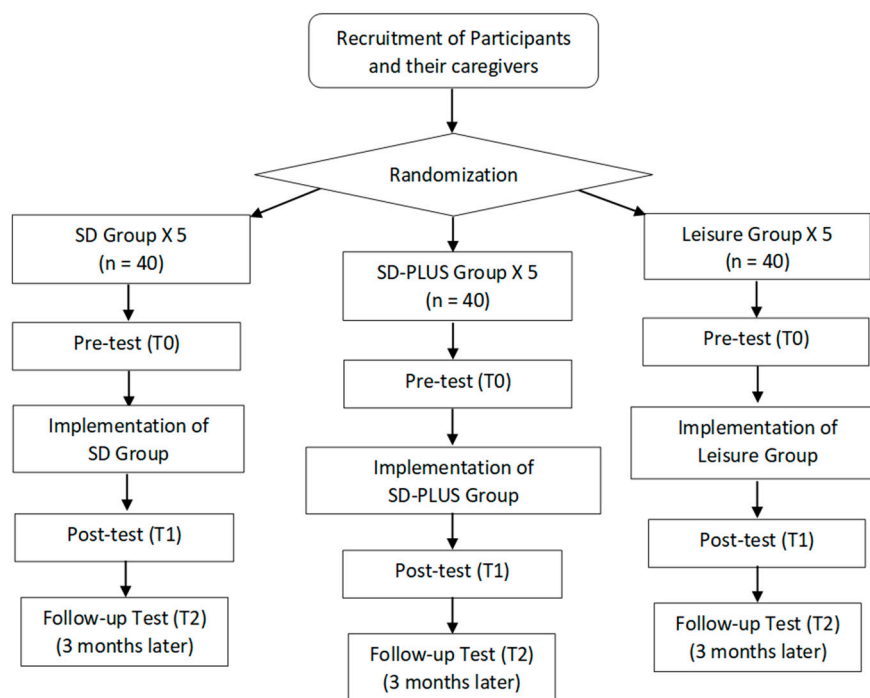 Recruitment of Participants
and their caregivers
Randomization
SD Group X 5
(n = 40)
Pre-test (T0)
Implementation of
SD Group
Post-test (T1)
Follow-up Test (T2)
(3 months later)
SD-PLUS Group X 5
(n = 40)
Pre-test (T0)
Implementation of
SD-PLUS Group
Post-test (T1)
Follow-up Test (T2)
(3 months later)
Leisure Group X 5
(n = 40)
Pre-test (T0)
Implementation of
Leisure Group
Post-test (T1)
Follow-up Test (T2)
(3 months later)